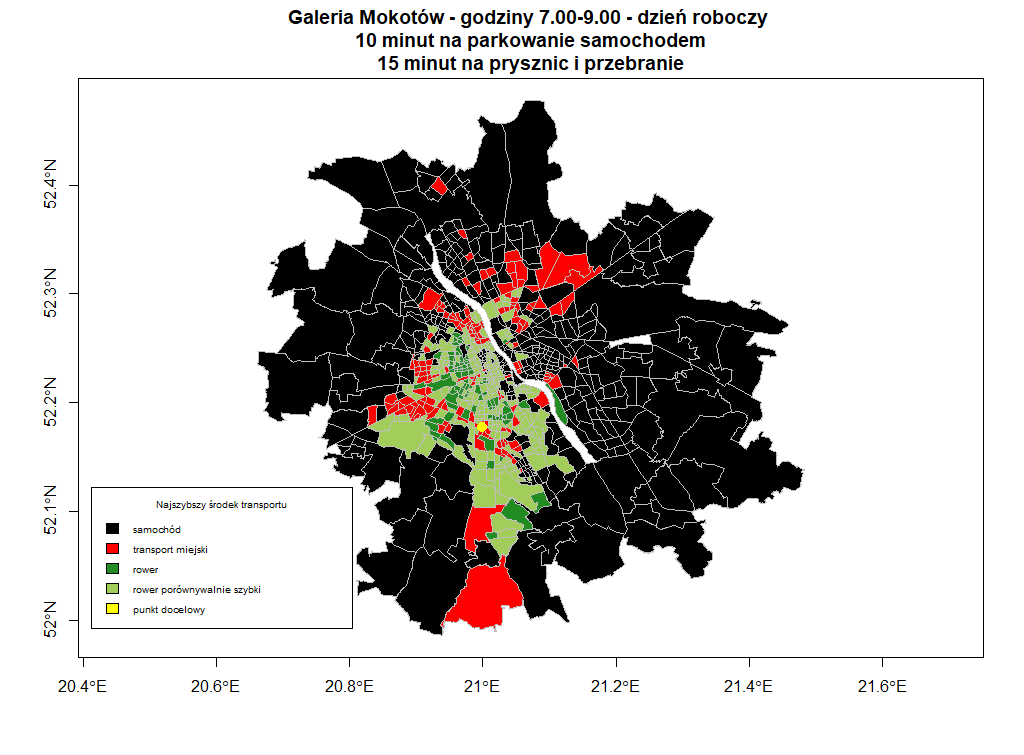 Galeria Mokotów - godziny 7.00-9.00 - dzień roboczy
10 minut na parkowanie samochodem
15 minut na prysznic i przebranie
52.4°N
52.3°N
52.2°N
52.1°N
52°N
Najszybszy środek transportu
samochód
transport miejski
rower
rower porównywalnie szybki
punkt docelowy
20.4°E
20.6°E
20.8°E
21°E
21.2°E
21.4°E
21.6°E